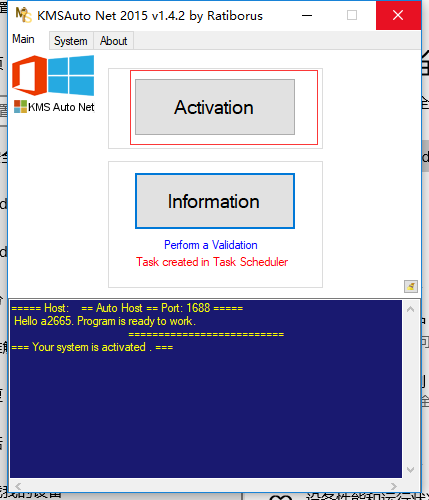 KMSAuto Net 2015 v1.4.2 by Ratiborus
Main
System
About
KMS Auto Net
Activation
Information
Perform a Validation
Task created in Task Scheduler
===== Host:    == Auto Host == Port: 1688 =====
Hello a2665. Program is ready to work.
==========================
=== Your system is activated . ===